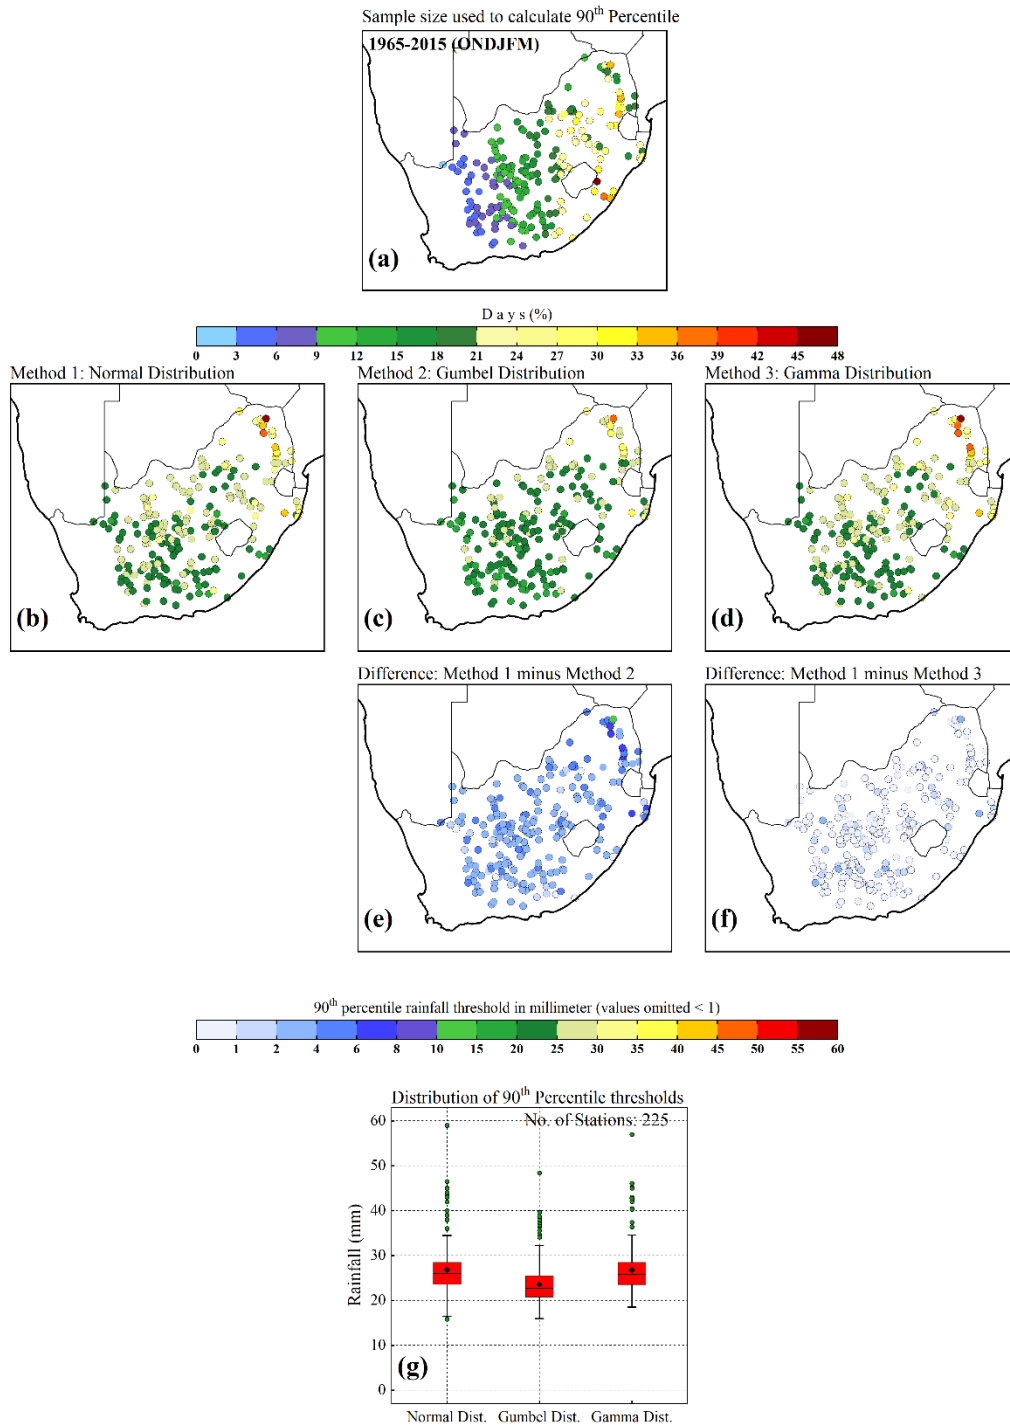 Sample size used to calculate 90th Percentile
1965-2015 (ONDJFM)
(a)
D a y s (%)
0 3 6 9 12 15 18 21 24 27 30 33 36 39 42 45 48
Method 1: Normal Distribution
Method 2: Gumbel Distribution
Method 3: Gamma Distribution
(b)
(c)
(d)
Difference: Method 1 minus Method 2
Difference: Method 1 minus Method 3
(e)
(f)
90th percentile rainfall threshold in millimeter (values omitted < 1)
0 1 2 4 6 8 10 15 20 25 30 35 40 45 50 55 60
Distribution of 90th Percentile thresholds
No. of Stations: 225
60
50
40
30
20
10
0
Rainfall (mm)
(g)
Normal Dist. Gumbel Dist. Gamma Dist.